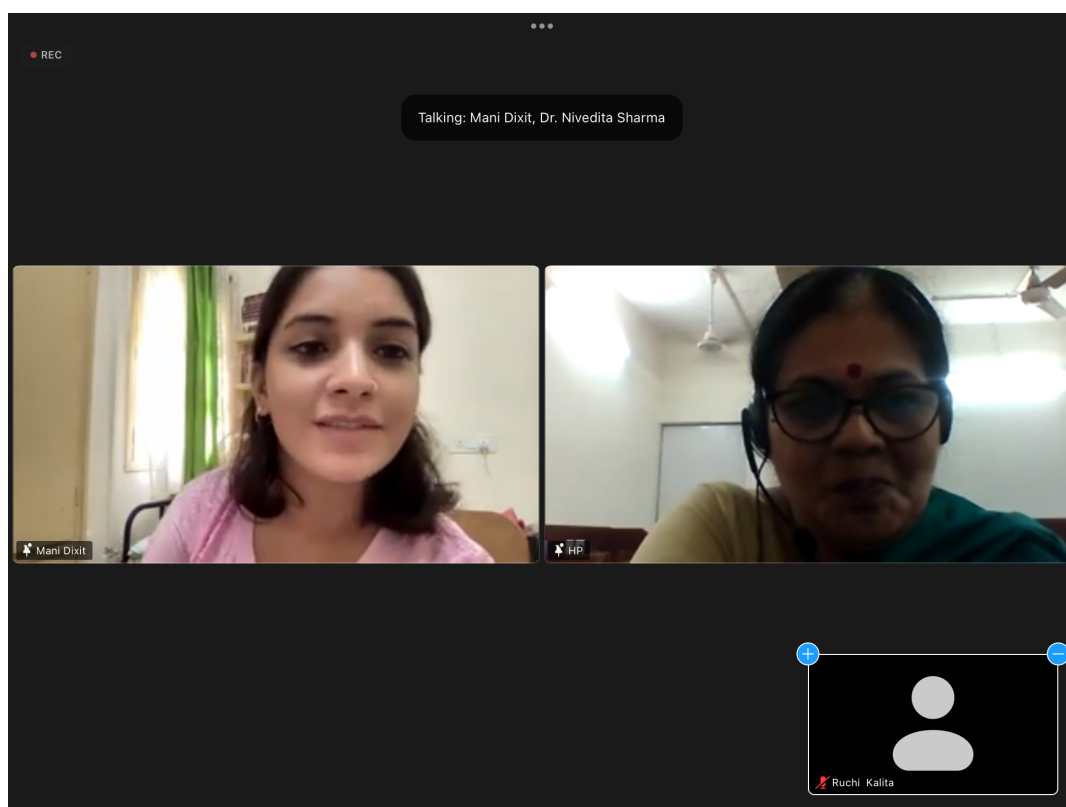 REC
Talking: Mani Dixit, Dr. Nivedita Sharma
Mani Dixit
HP
Ruchi Kalita